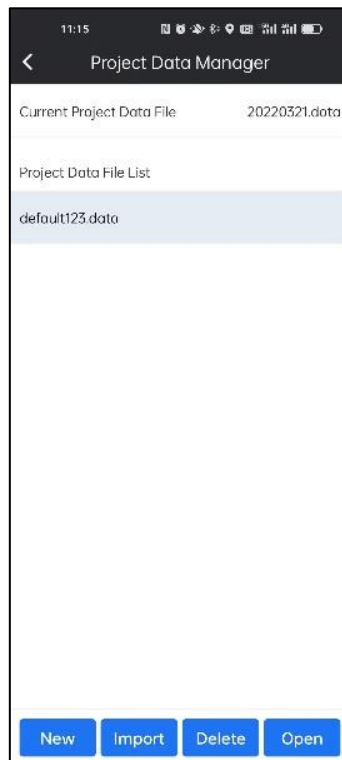 11:15
Project Data Manager
Current Project Data File 20220321.data
Project Data File List
default123.data
New Import Delete Open